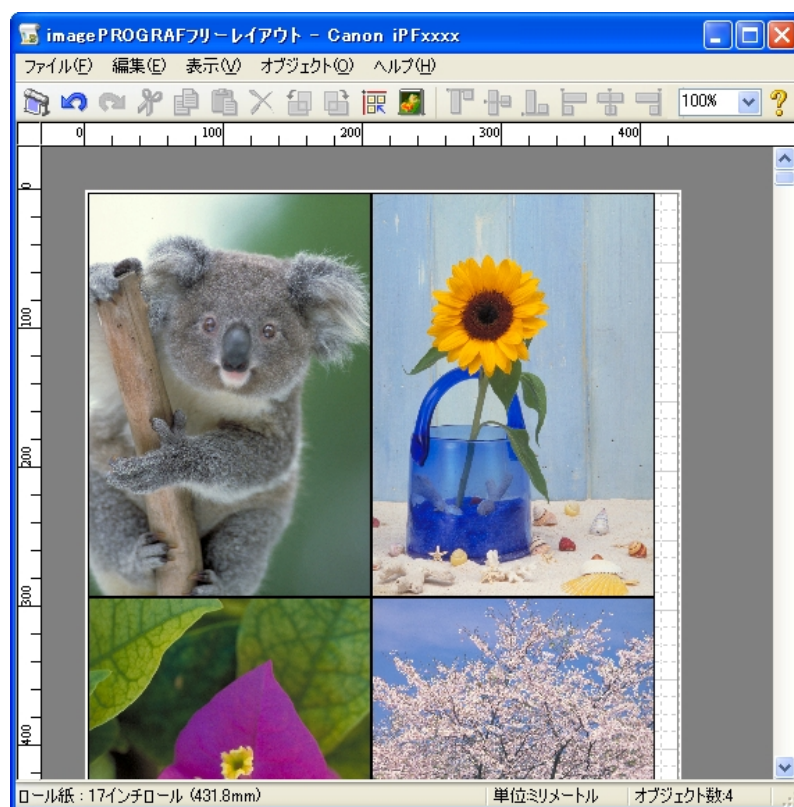 imagePROGRAFフリーレイアウト - Canon iPFxxxx
ファイル(F) 編集(E) 表示(V) オブジェクト(O) ヘルプ(H)
100%
0 100 200 300 400
0
100
200
300
400
ロール紙:17インチロール (431.8mm) 単位:ミリメートル オブジェクト数:4